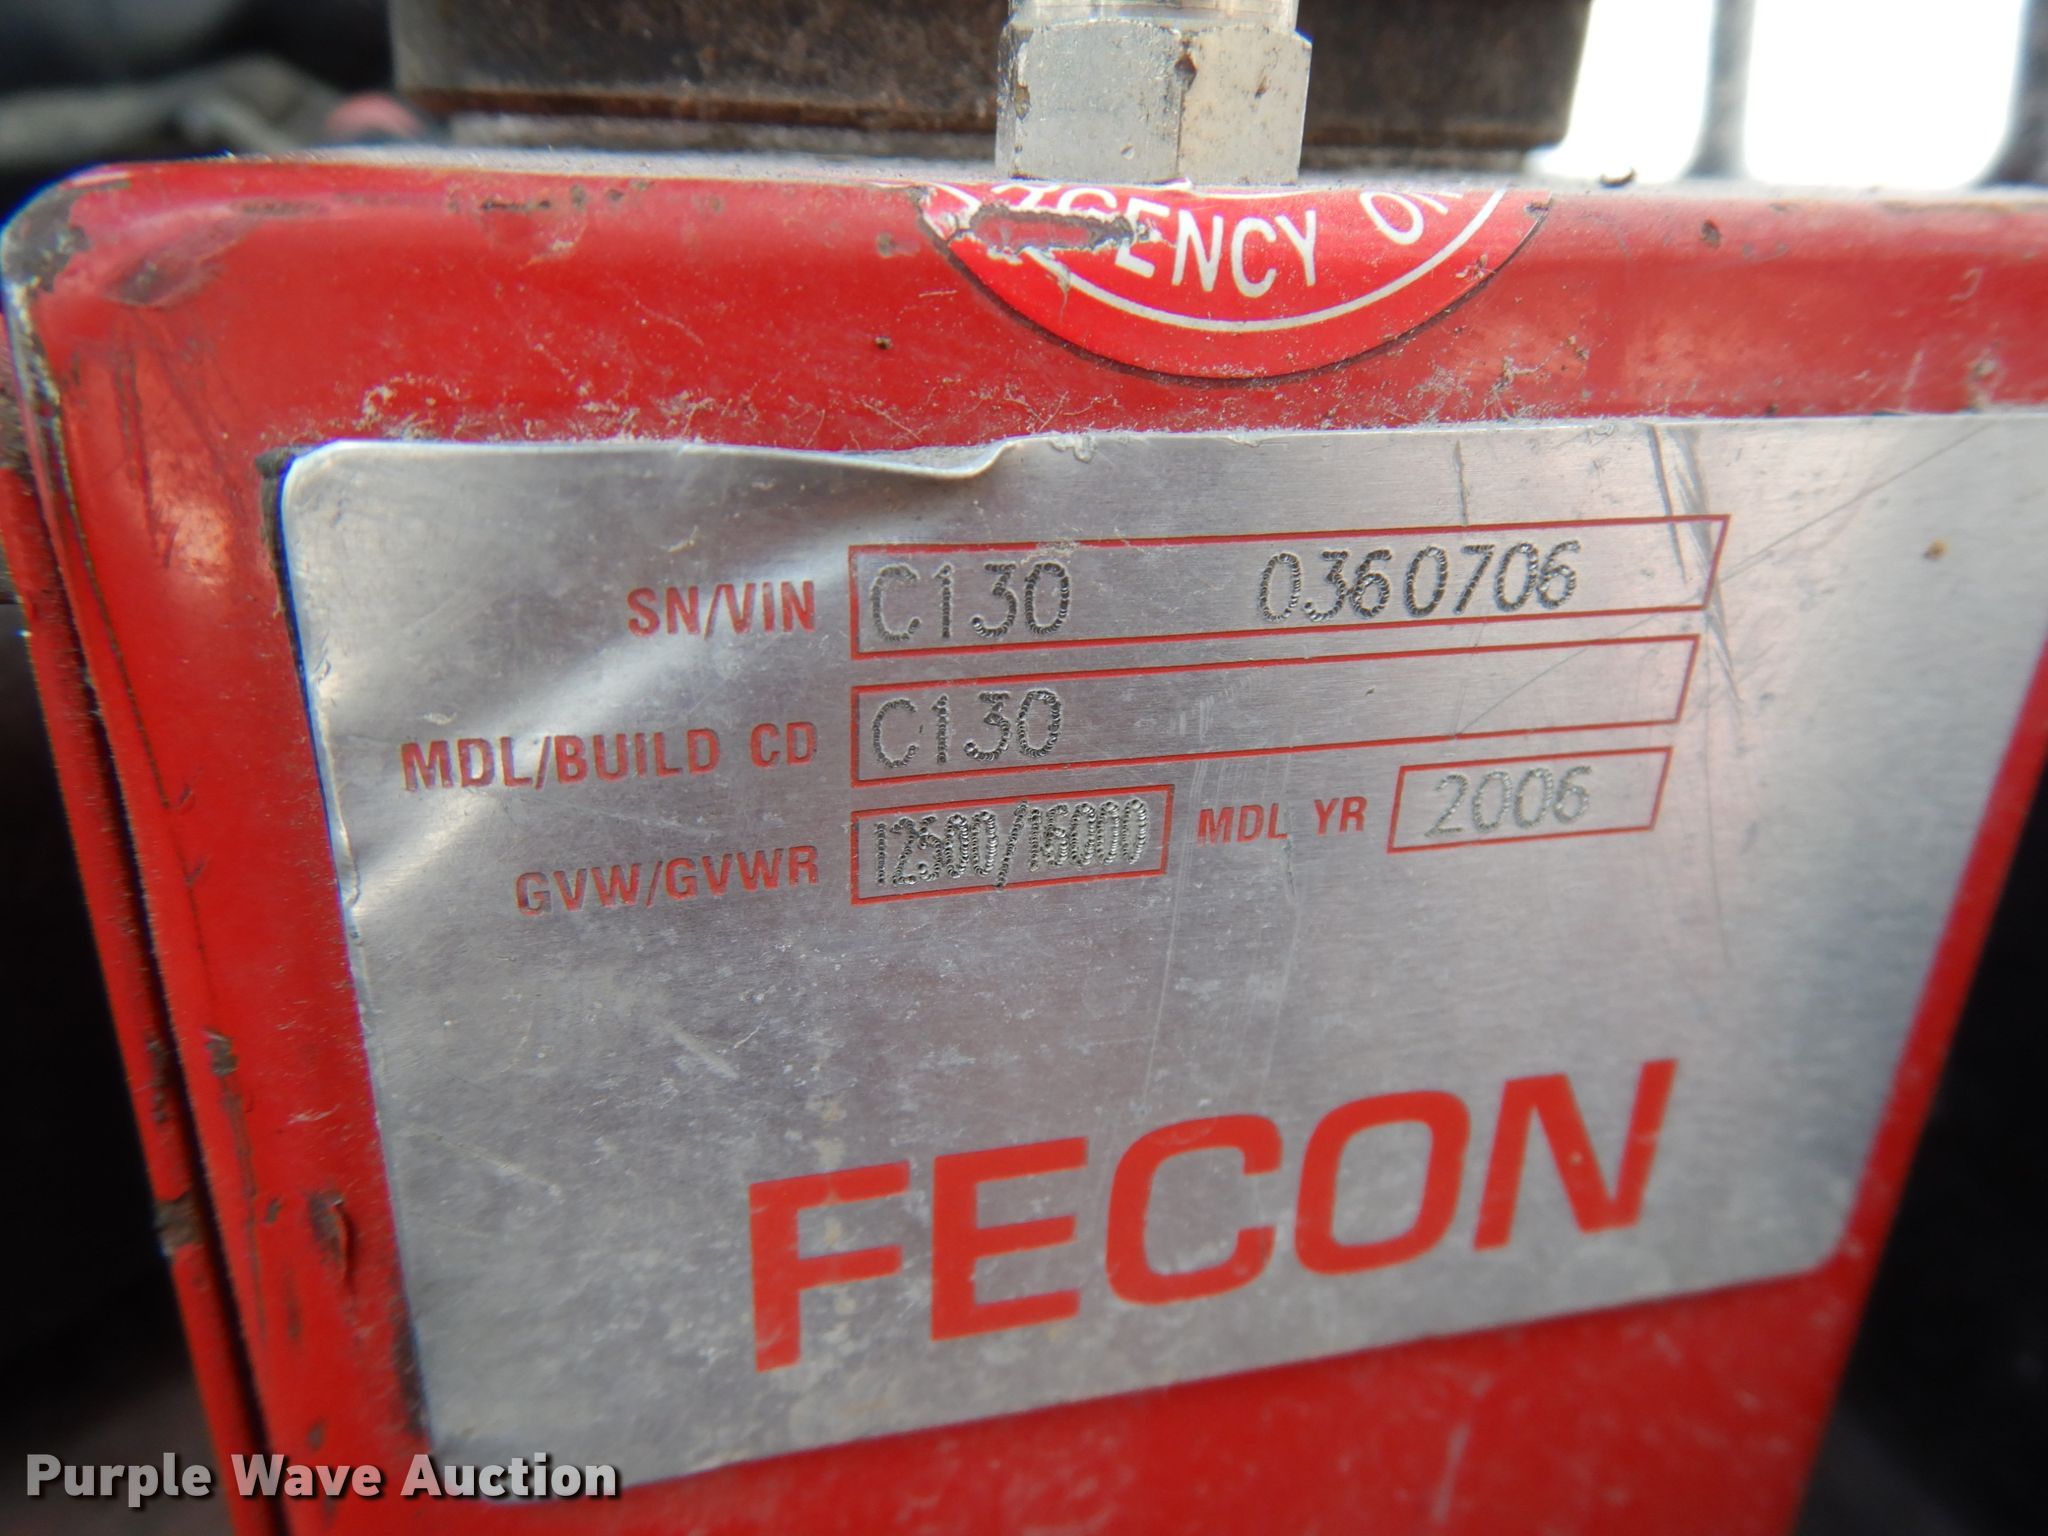 GENCY
SN/VIN C130 0360706
MDL/BUILD CD C130
GVW/GVWR 12500/16000 MDL YR 2006
FECON
Purple Wave Auction